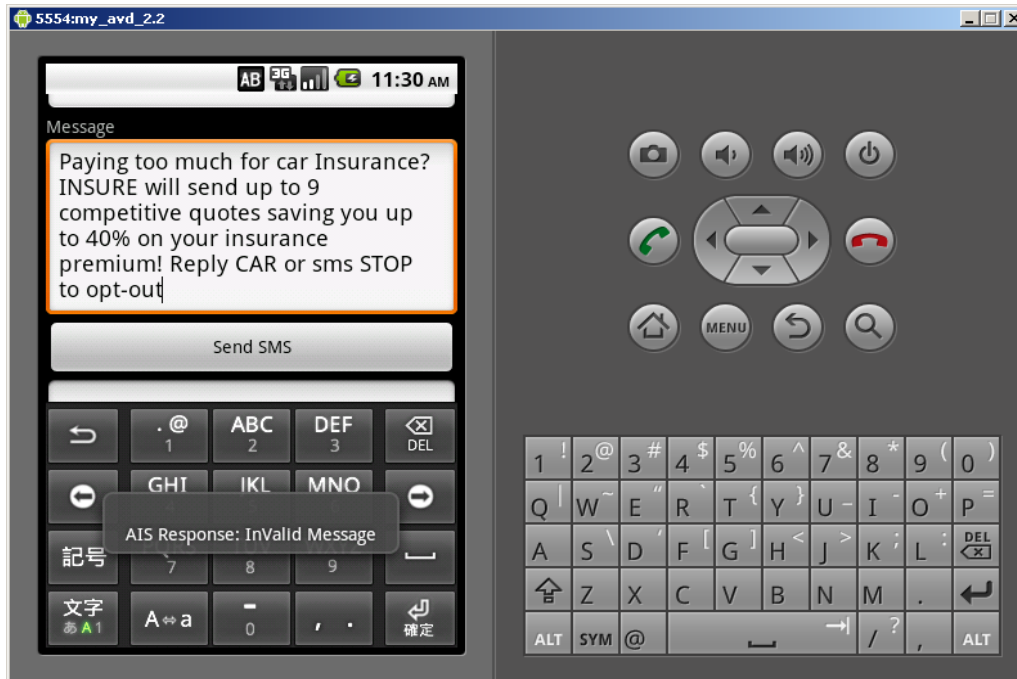 5554:my_avd_2.2
AB 3G 11:30 AM
Message
Paying too much for car Insurance?
INSURE will send up to 9
competitive quotes saving you up
to 40% on your insurance
premium! Reply CAR or sms STOP
to opt-out
Send SMS
. @ ABC DEF
1 2 3 DEL
GHI JKL MNO
AIS Response: InValid Message
記号 7 8 9
文字 A⇔a - , .
あA1 0 確定
MENU
1 ! 2 @ 3 # 4 $ 5 % 6 ^ 7 & 8 * 9 ( 0 )
Q | W ~ E " R ` T { Y } U _ I - O + P =
A S \ D ' F [ G ] H < J > K ; L : DEL
Z X C V B N M .
ALT SYM @ / ? , ALT